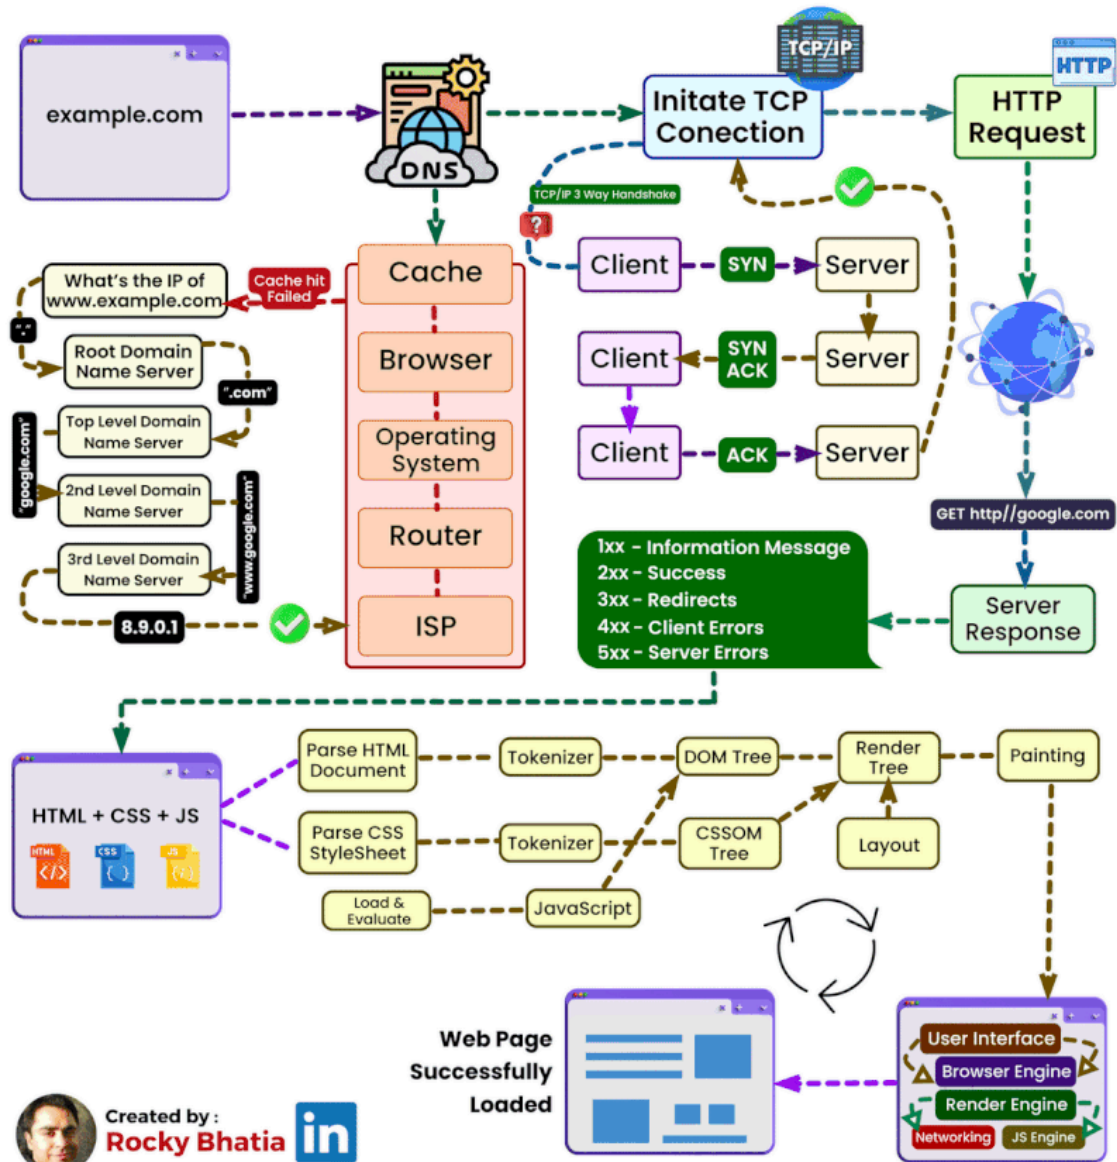 example.com
DNS
TCP/IP
Initate TCP
Conection
HTTP
HTTP
Request
TCP/IP 3 Way Handshake
?
Client
SYN
Server
Client
SYN
ACK
Server
Client
ACK
Server
What's the IP of
www.example.com
Cache hit
Failed
"."
Root Domain
Name Server
".com"
Top Level Domain
Name Server
"google.com"
2nd Level Domain
Name Server
"www.google.com"
3rd Level Domain
Name Server
8.9.0.1
Cache
Browser
Operating
System
Router
ISP
GET http//google.com
Server
Response
1xx - Information Message
2xx - Success
3xx - Redirects
4xx - Client Errors
5xx - Server Errors
HTML + CSS + JS
HTML
</>
CSS
{}
JS
Parse HTML
Document
Tokenizer
DOM Tree
Render
Tree
Painting
Parse CSS
StyleSheet
Tokenizer
CSSOM
Tree
Layout
Load &
Evaluate
JavaScript
User Interface
Browser Engine
Render Engine
Networking
JS Engine
Web Page
Successfully
Loaded
Created by :
Rocky Bhatia
in